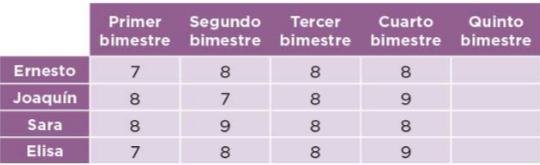 Primer bimestre Segundo bimestre Tercer bimestre Cuarto bimestre Quinto bimestre
Ernesto 7 8 8 8
Joaquín 8 7 8 9
Sara 8 9 8 8
Elisa 7 8 8 9